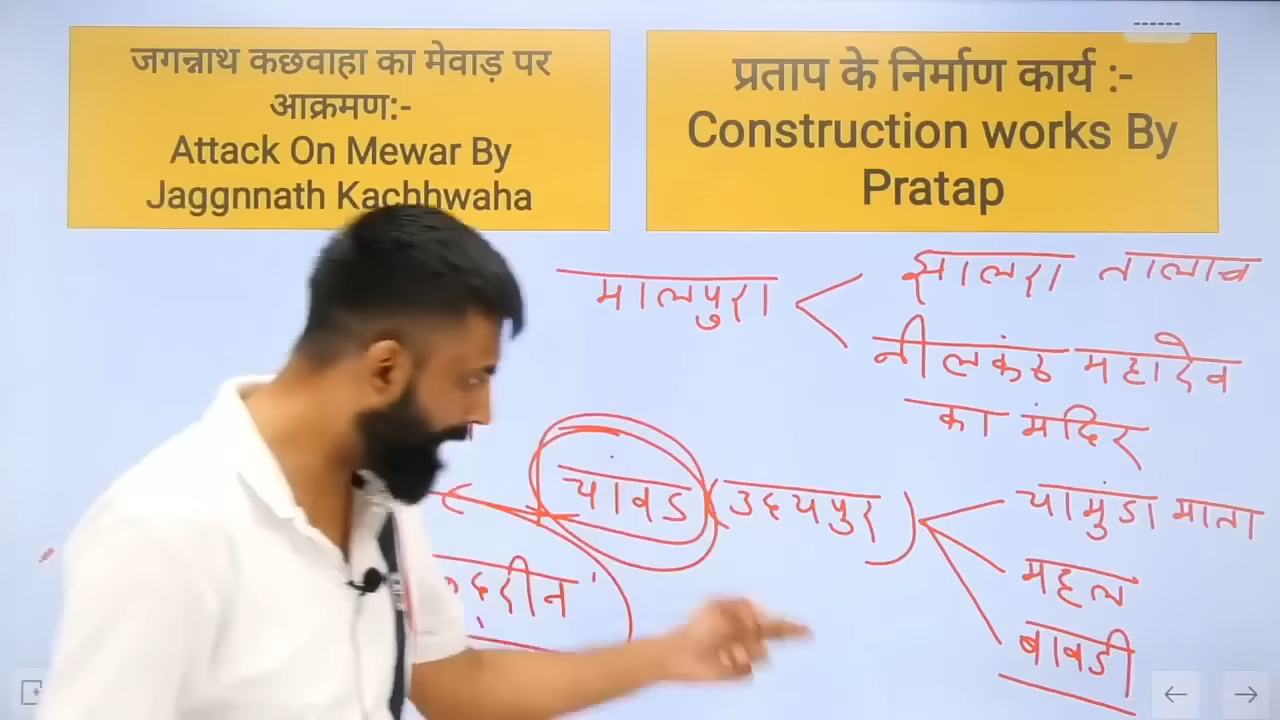 जगन्नाथ कछवाहा का मेवाड़ पर
आक्रमण:-
Attack On Mewar By
Jaggnnath Kachhwaha
प्रताप के निर्माण कार्य :-
Construction works By
Pratap
मालपुरा
झालरा तालाब
नीलकंठ महादेव
का मंदिर
चावड (उदयपुर)
चामुंडा माता
महल
बावडी